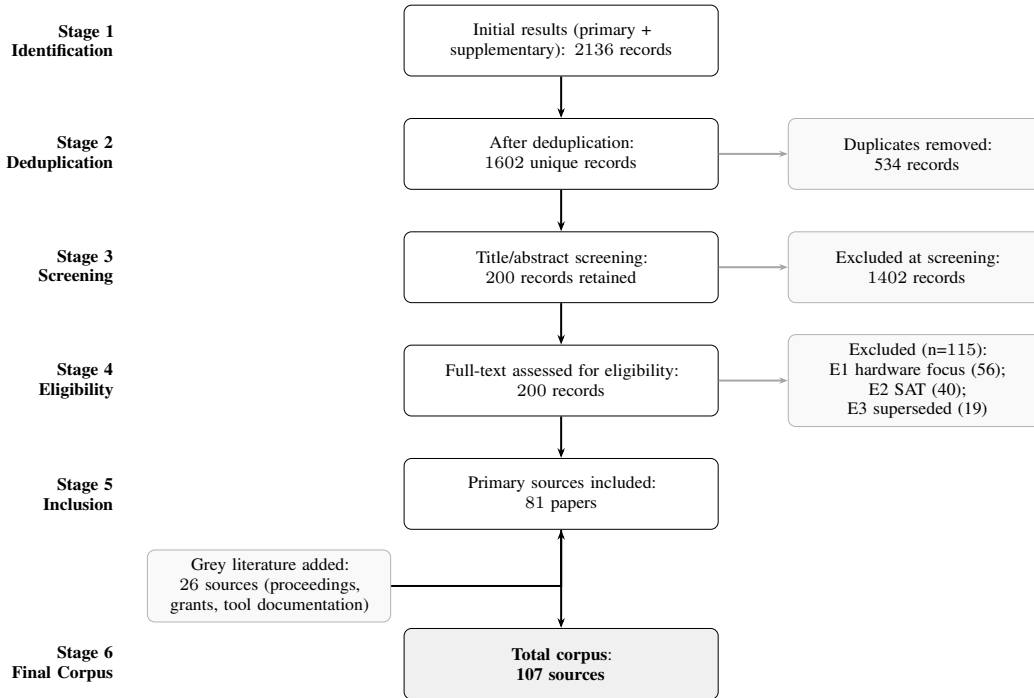 Stage 1
Identification
Initial results (primary +
supplementary): 2136 records
Stage 2
Deduplication
After deduplication:
1602 unique records
Duplicates removed:
534 records
Stage 3
Screening
Title/abstract screening:
200 records retained
Excluded at screening:
1402 records
Stage 4
Eligibility
Full-text assessed for eligibility:
200 records
Excluded (n=115):
E1 hardware focus (56);
E2 SAT (40);
E3 superseded (19)
Stage 5
Inclusion
Primary sources included:
81 papers
Grey literature added:
26 sources (proceedings,
grants, tool documentation)
Stage 6
Final Corpus
Total corpus:
107 sources